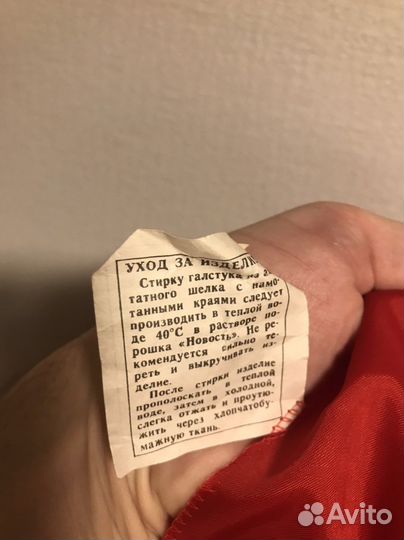 УХОД ЗА ИЗДЕЛИ
Стирку галстука из а
татного шелка с намо
танными краями следует
производить в теплой во-
де 40°С в растворе по-
рошка «Новость». Не ре-
комендуется сильно те-
реть и выкручивать из-
делие.
После стирки изделие
прополоскать в теплой
воде, затем в холодной,
слегка отжать и проутю-
жить через хлопчатобу-
мажную ткань.
Avito